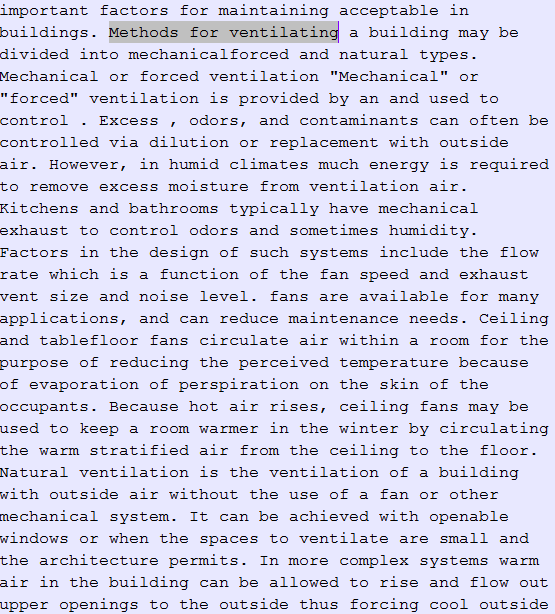 important factors for maintaining acceptable in
buildings. Methods for ventilating a building may be
divided into mechanicalforced and natural types.
Mechanical or forced ventilation "Mechanical" or
"forced" ventilation is provided by an and used to
control . Excess , odors, and contaminants can often be
controlled via dilution or replacement with outside
air. However, in humid climates much energy is required
to remove excess moisture from ventilation air.
Kitchens and bathrooms typically have mechanical
exhaust to control odors and sometimes humidity.
Factors in the design of such systems include the flow
rate which is a function of the fan speed and exhaust
vent size and noise level. fans are available for many
applications, and can reduce maintenance needs. Ceiling
and tablefloor fans circulate air within a room for the
purpose of reducing the perceived temperature because
of evaporation of perspiration on the skin of the
occupants. Because hot air rises, ceiling fans may be
used to keep a room warmer in the winter by circulating
the warm stratified air from the ceiling to the floor.
Natural ventilation is the ventilation of a building
with outside air without the use of a fan or other
mechanical system. It can be achieved with openable
windows or when the spaces to ventilate are small and
the architecture permits. In more complex systems warm
air in the building can be allowed to rise and flow out
upper openings to the outside thus forcing cool outside